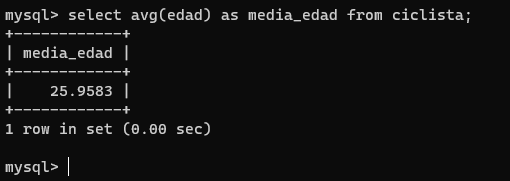 mysql> select avg(edad) as media_edad from ciclista;
+------------+
| media_edad |
+------------+
|    25.9583 |
+------------+
1 row in set (0.00 sec)
mysql>